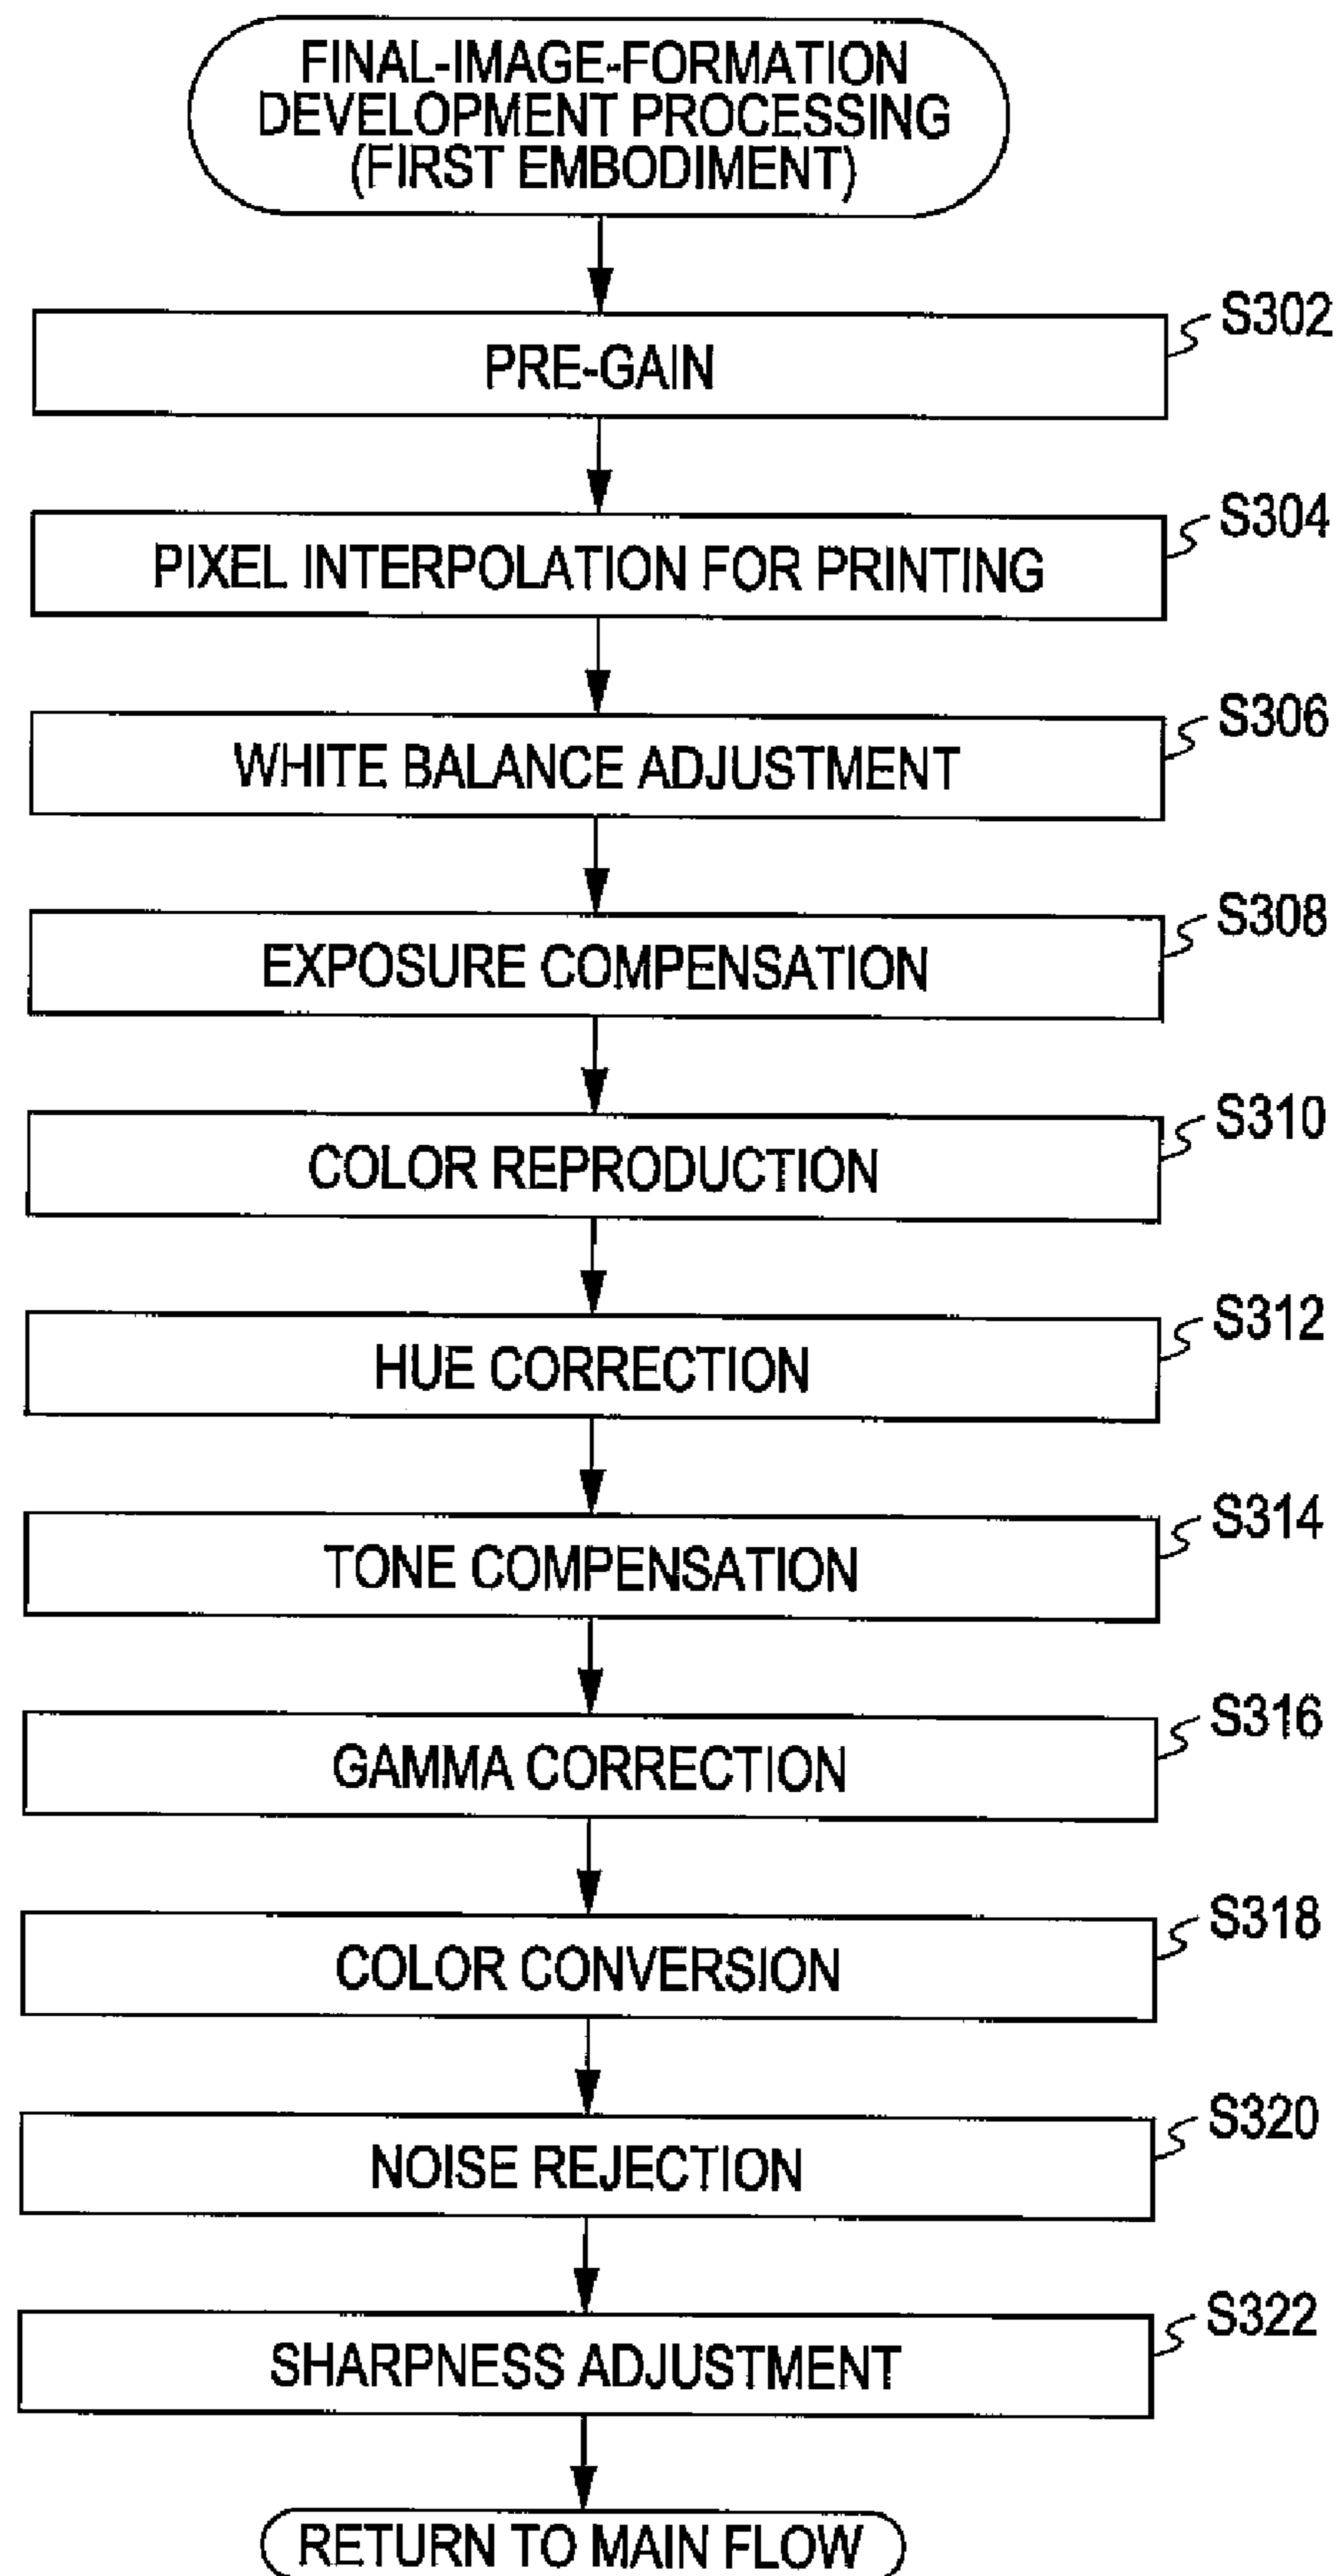 FINAL-IMAGE-FORMATION
DEVELOPMENT PROCESSING
(FIRST EMBODIMENT)
S302
PRE-GAIN
S304
PIXEL INTERPOLATION FOR PRINTING
S306
WHITE BALANCE ADJUSTMENT
S308
EXPOSURE COMPENSATION
S310
COLOR REPRODUCTION
S312
HUE CORRECTION
S314
TONE COMPENSATION
S316
GAMMA CORRECTION
S318
COLOR CONVERSION
S320
NOISE REJECTION
S322
SHARPNESS ADJUSTMENT
RETURN TO MAIN FLOW